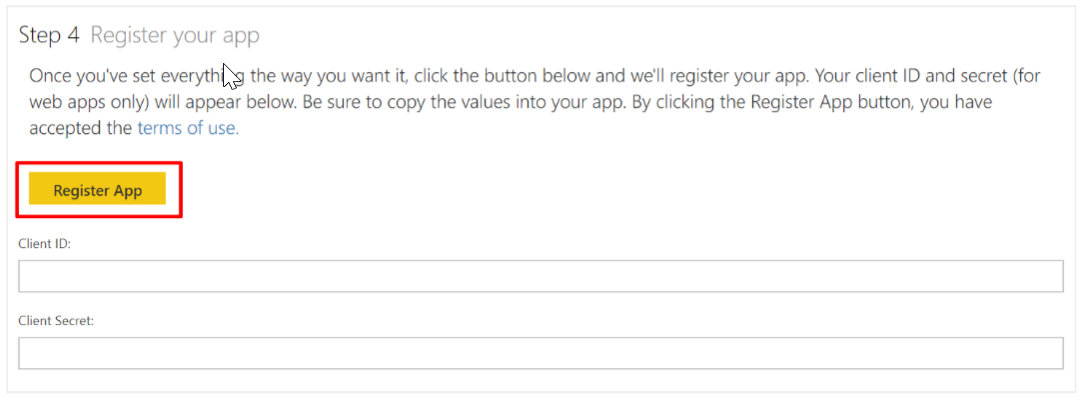 Step 4 Register your app
Once you've set everything the way you want it, click the button below and we'll register your app. Your client ID and secret (for
web apps only) will appear below. Be sure to copy the values into your app. By clicking the Register App button, you have
accepted the terms of use.
Register App
Client ID:
Client Secret: